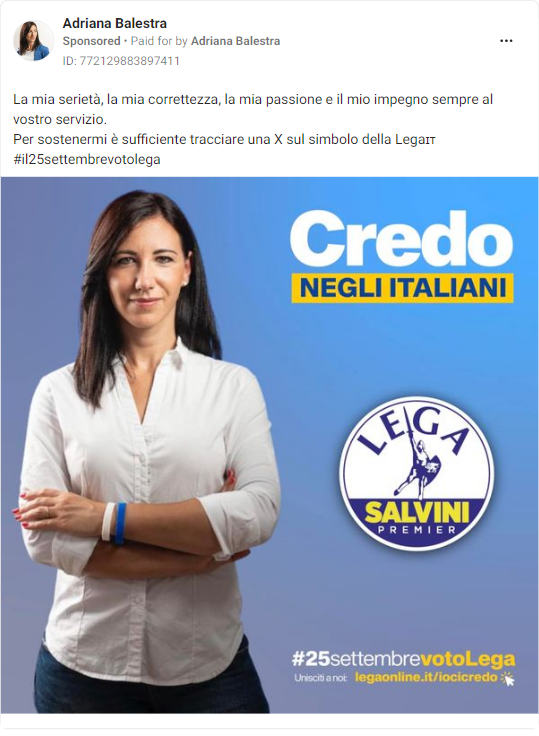 Adriana Balestra
Sponsored • Paid for by Adriana Balestra
ID: 772129883897411
La mia serietà, la mia correttezza, la mia passione e il mio impegno sempre al
vostro servizio.
Per sostenermi è sufficiente tracciare una X sul simbolo della Legaɪᴛ
#il25settembrevotolega
Credo
NEGLI ITALIANI
LEGA
SALVINI
PREMIER
#25settembrevotoLega
Unisciti a noi: legaonline.it/iocicredo